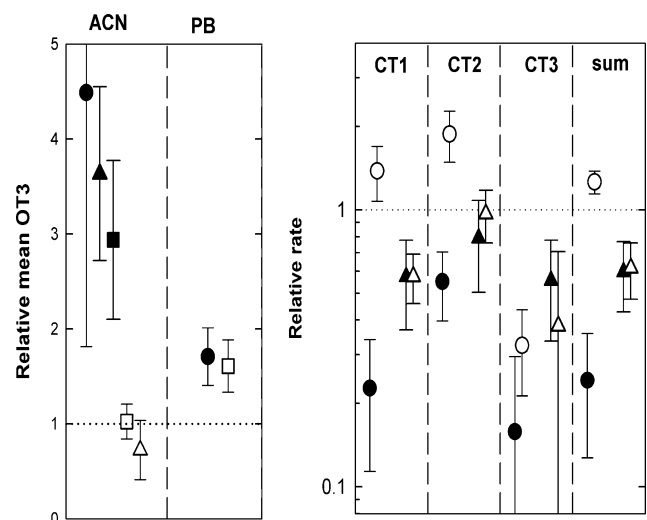 ACN PB
5
4
3
2
1
0
Relative mean OT3
CT1 CT2 CT3 sum
1
0.1
Relative rate